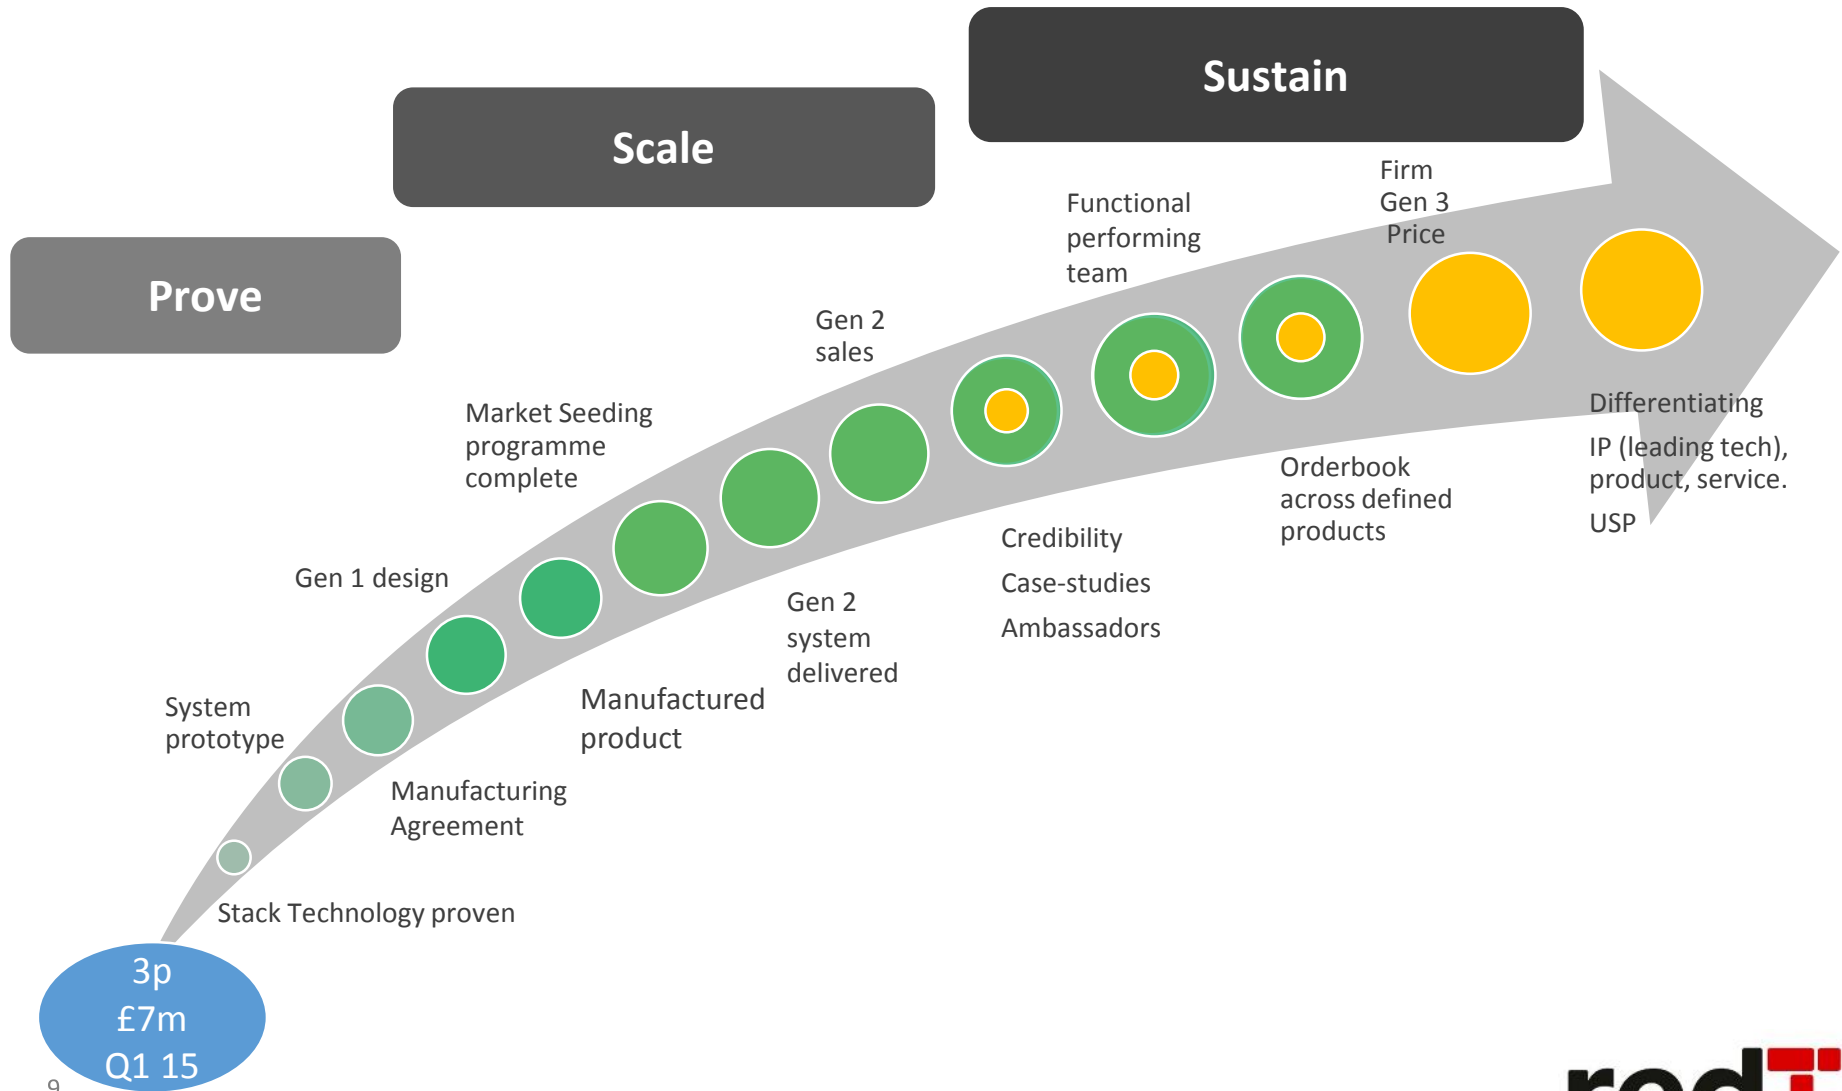 Sustain
Scale
Prove
Firm
Gen 3
Price
Functional
performing
team
Gen 2
sales
Market Seeding
programme
complete
Gen 1 design
System
prototype
Differentiating
IP (leading tech),
product, service.
USP
Orderbook
across defined
products
Credibility
Case-studies
Ambassadors
Gen 2
system
delivered
Manufactured
product
Manufacturing
Agreement
Stack Technology proven
3p
£7m
Q1 15
9
redT